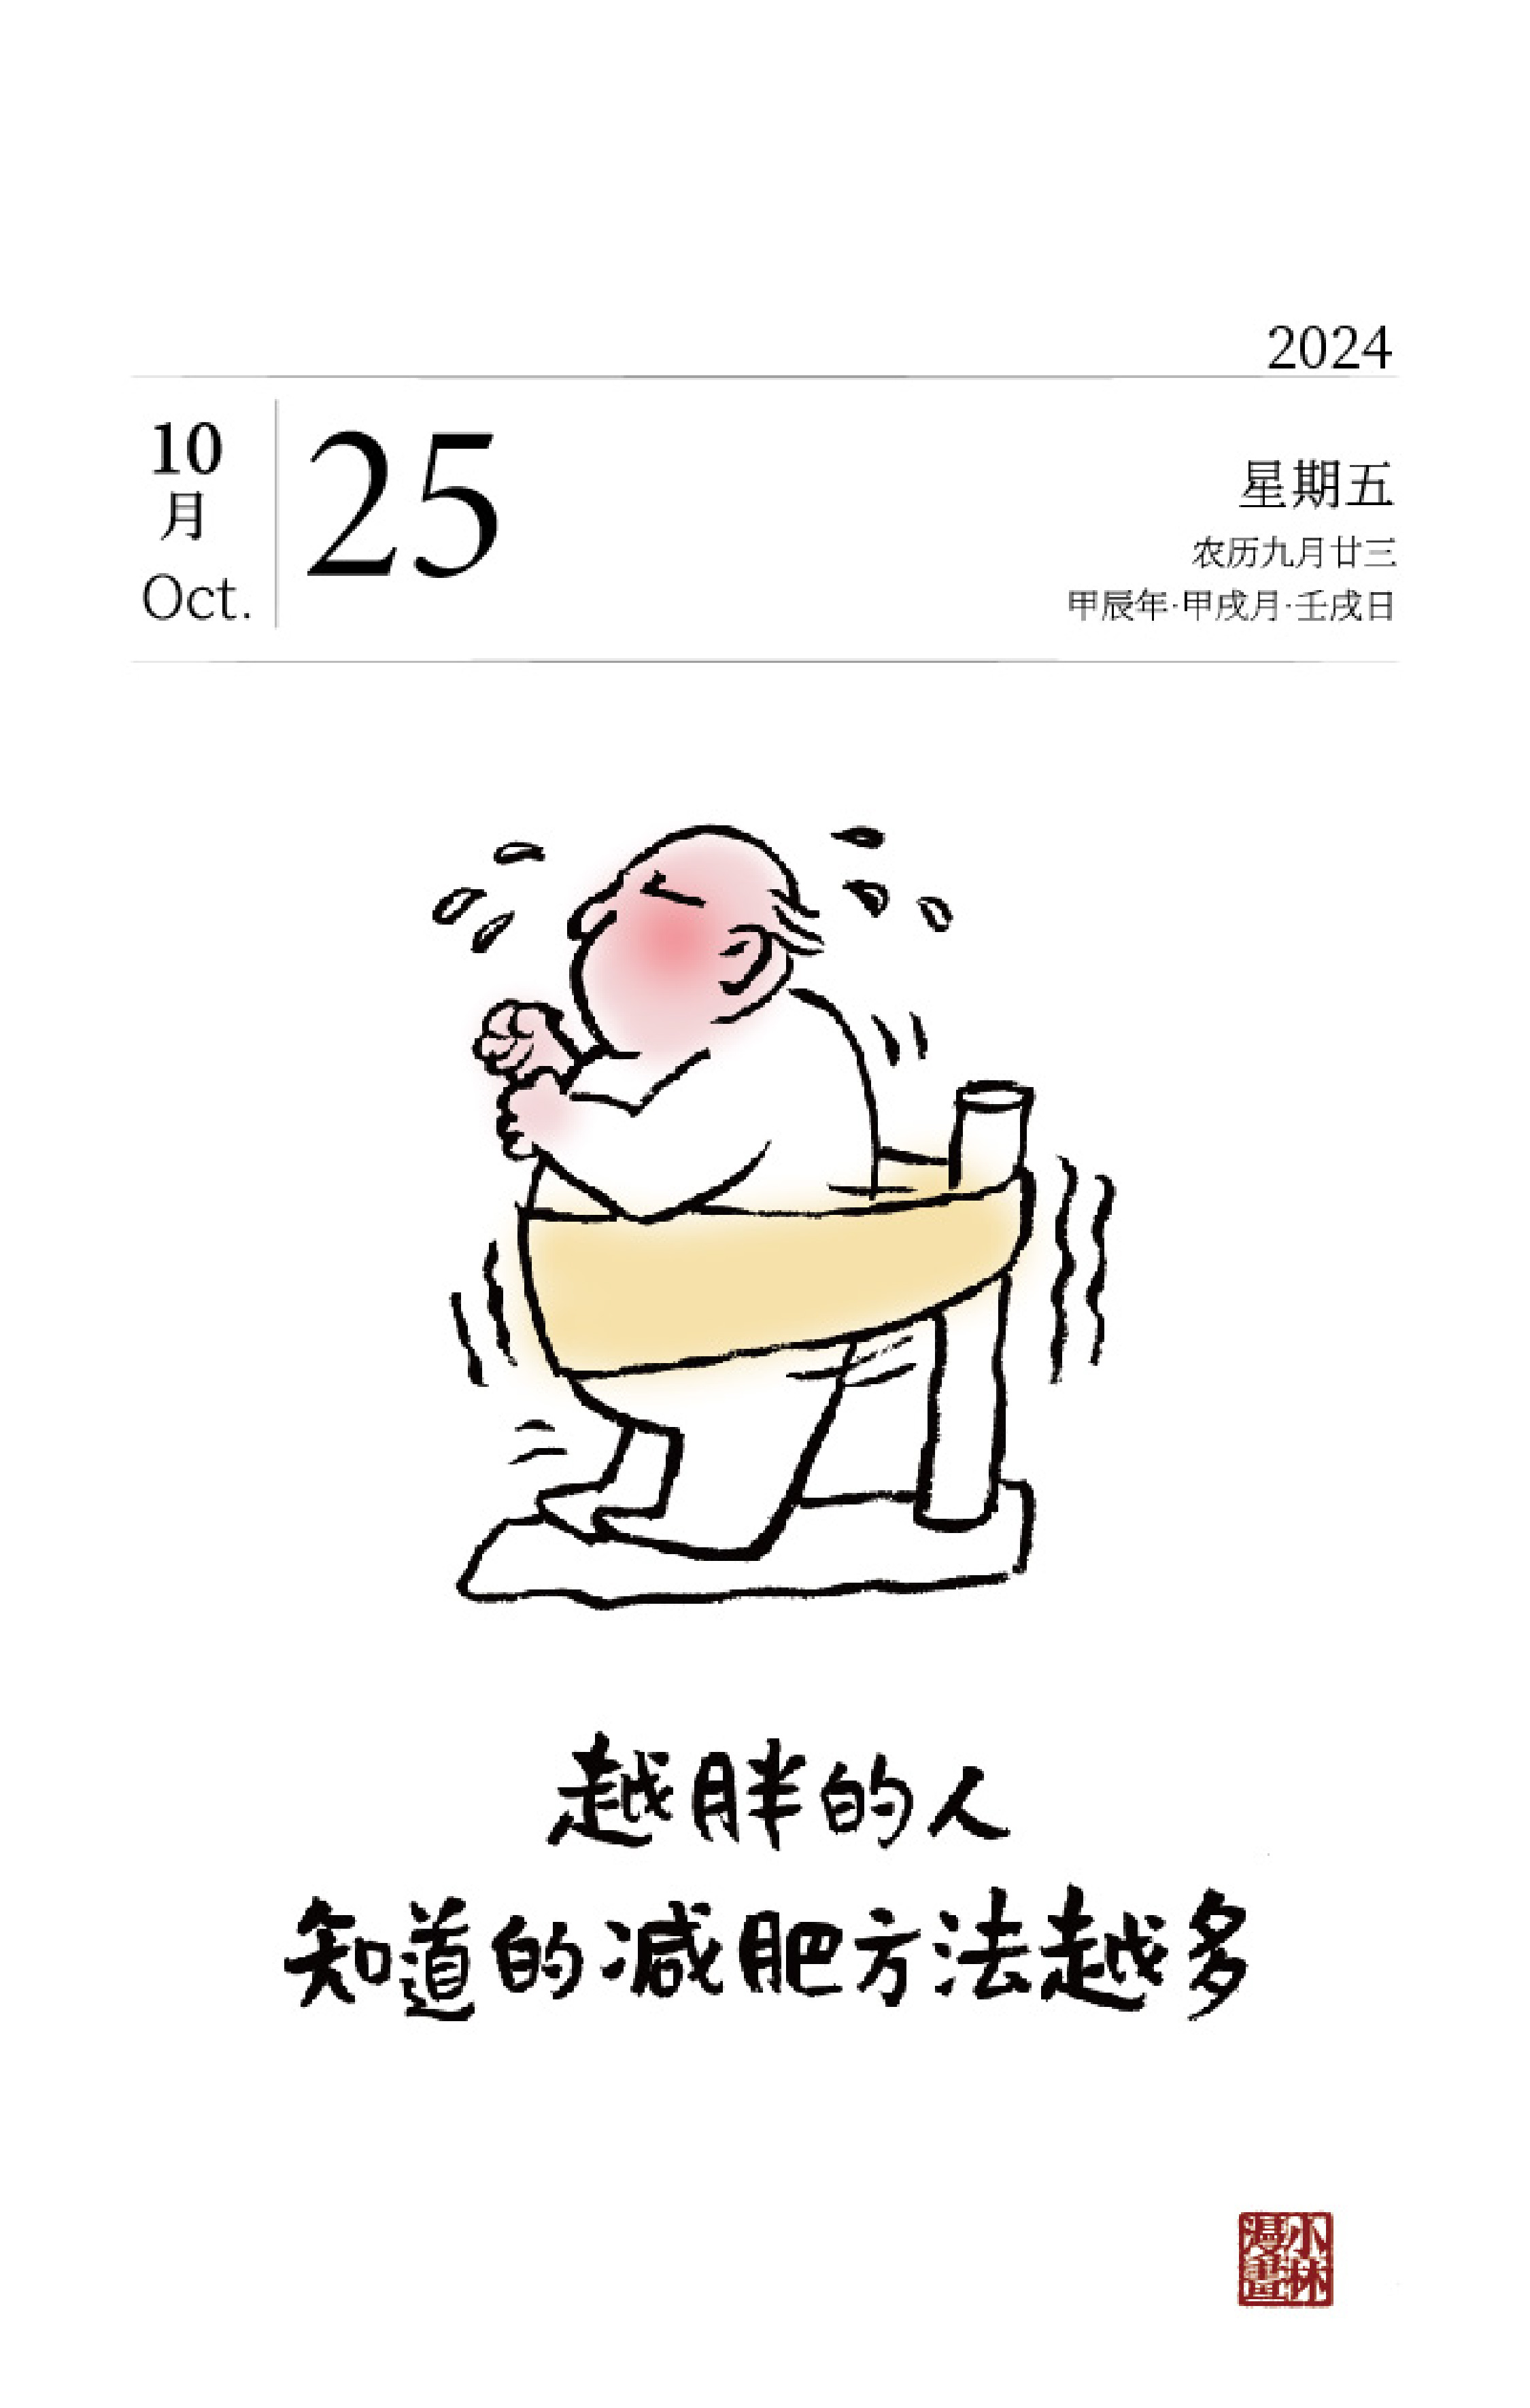 2024
10
月
Oct.
25
星期五
农历九月廿三
甲辰年·甲戌月·壬戌日
越胖的人
知道的减肥方法越多
小林
漫畫